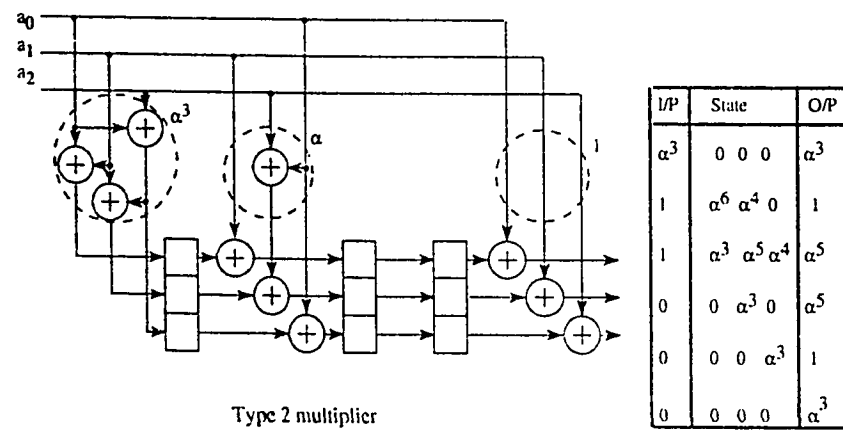 a₀
a₁
a₂
α³
α
1
+
+
+
+
+
+
+
+
+
+
Type 2 multiplier
I/P State O/P
α³ 0 0 0 α³
1 α⁶ α⁴ 0 1
1 α³ α⁵ α⁴ α⁵
0 0 α³ 0 α⁵
0 0 0 α³ 1
0 0 0 0 α³